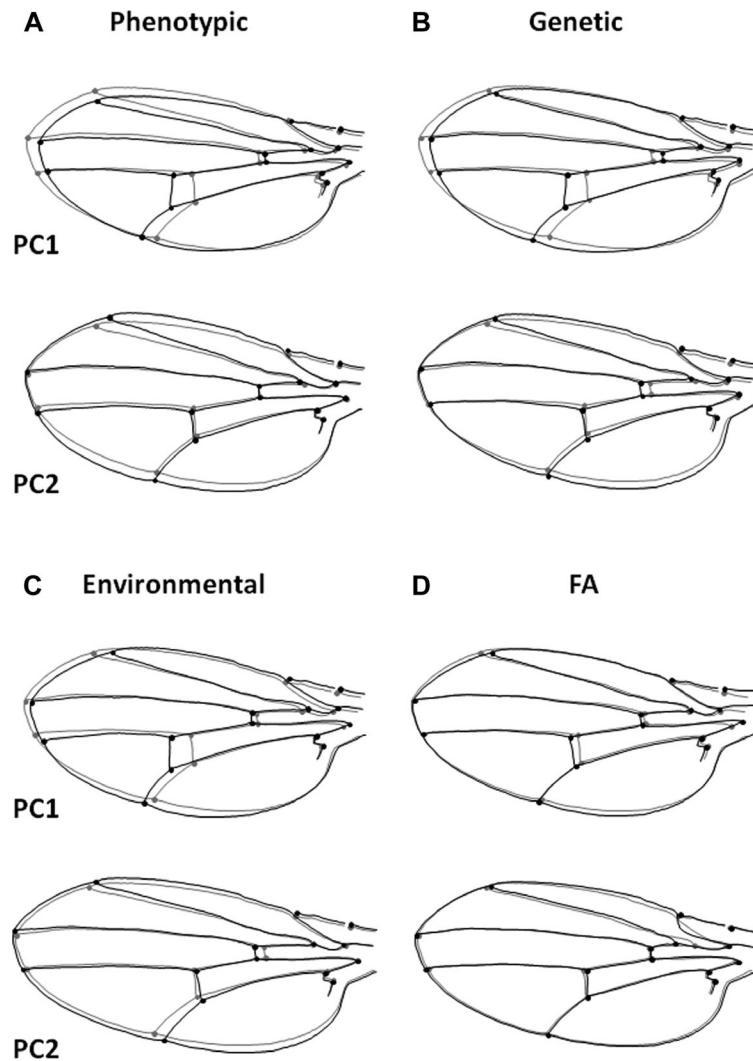 A Phenotypic
B Genetic
PC1
PC2
C Environmental
D FA
PC1
PC2